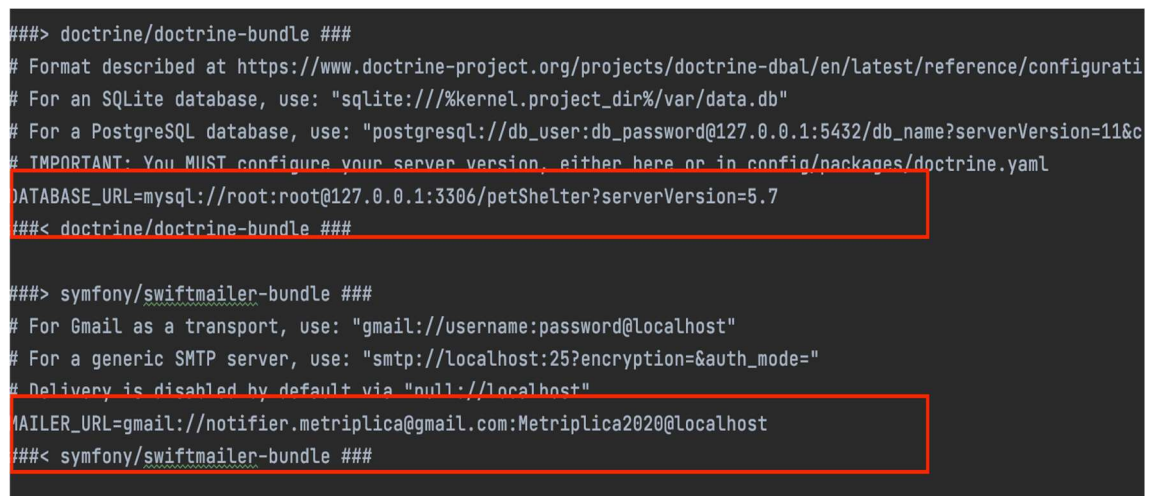 ###> doctrine/doctrine-bundle ###
# Format described at https://www.doctrine-project.org/projects/doctrine-dbal/en/latest/reference/configurati
# For an SQLite database, use: "sqlite:///%kernel.project_dir%/var/data.db"
# For a PostgreSQL database, use: "postgresql://db_user:db_password@127.0.0.1:5432/db_name?serverVersion=11&c
# IMPORTANT: You MUST configure your server version, either here or in config/packages/doctrine.yaml
DATABASE_URL=mysql://root:root@127.0.0.1:3306/petShelter?serverVersion=5.7
###< doctrine/doctrine-bundle ###
###> symfony/swiftmailer-bundle ###
# For Gmail as a transport, use: "gmail://username:password@localhost"
# For a generic SMTP server, use: "smtp://localhost:25?encryption=&auth_mode="
# Delivery is disabled by default via "null://localhost"
MAILER_URL=gmail://notifier.metriplica@gmail.com:Metriplica2020@localhost
###< symfony/swiftmailer-bundle ###